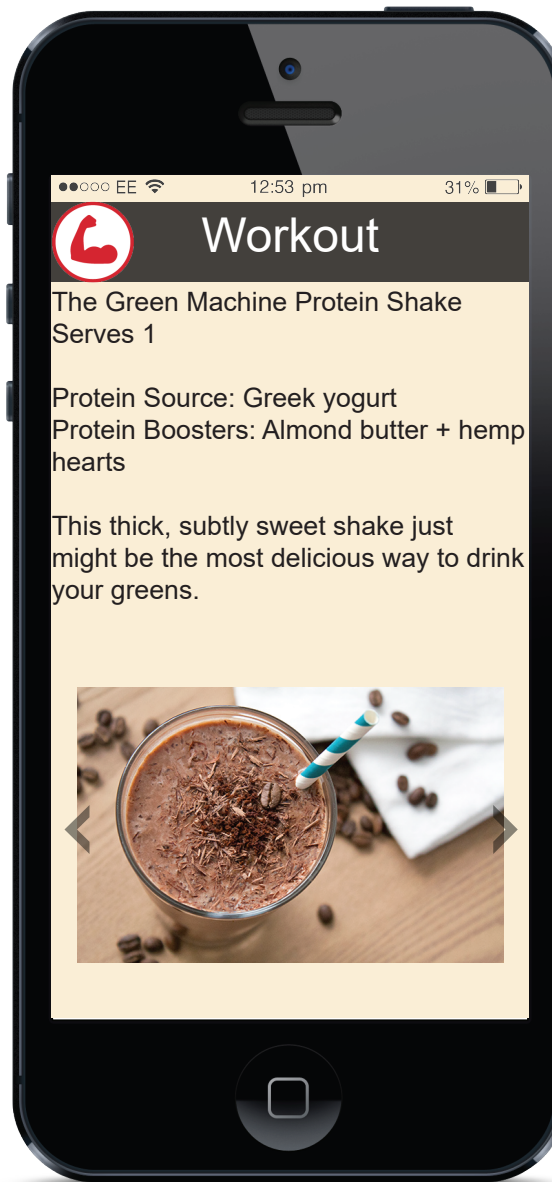 ●●○○○ EE 12:53 pm 31%
Workout
The Green Machine Protein Shake
Serves 1
Protein Source: Greek yogurt
Protein Boosters: Almond butter + hemp
hearts
This thick, subtly sweet shake just
might be the most delicious way to drink
your greens.